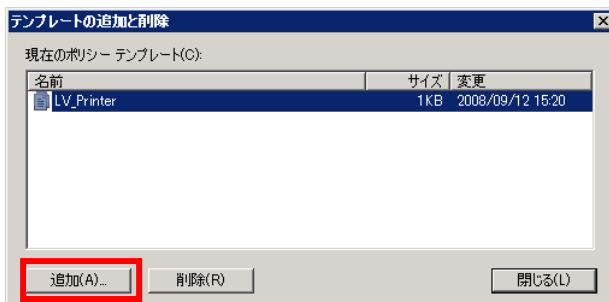 テンプレートの追加と削除
現在のポリシー テンプレート(C):
名前 サイズ 変更
LV_Printer 1KB 2008/09/12 15:20
追加(A)... 削除(R) 閉じる(L)